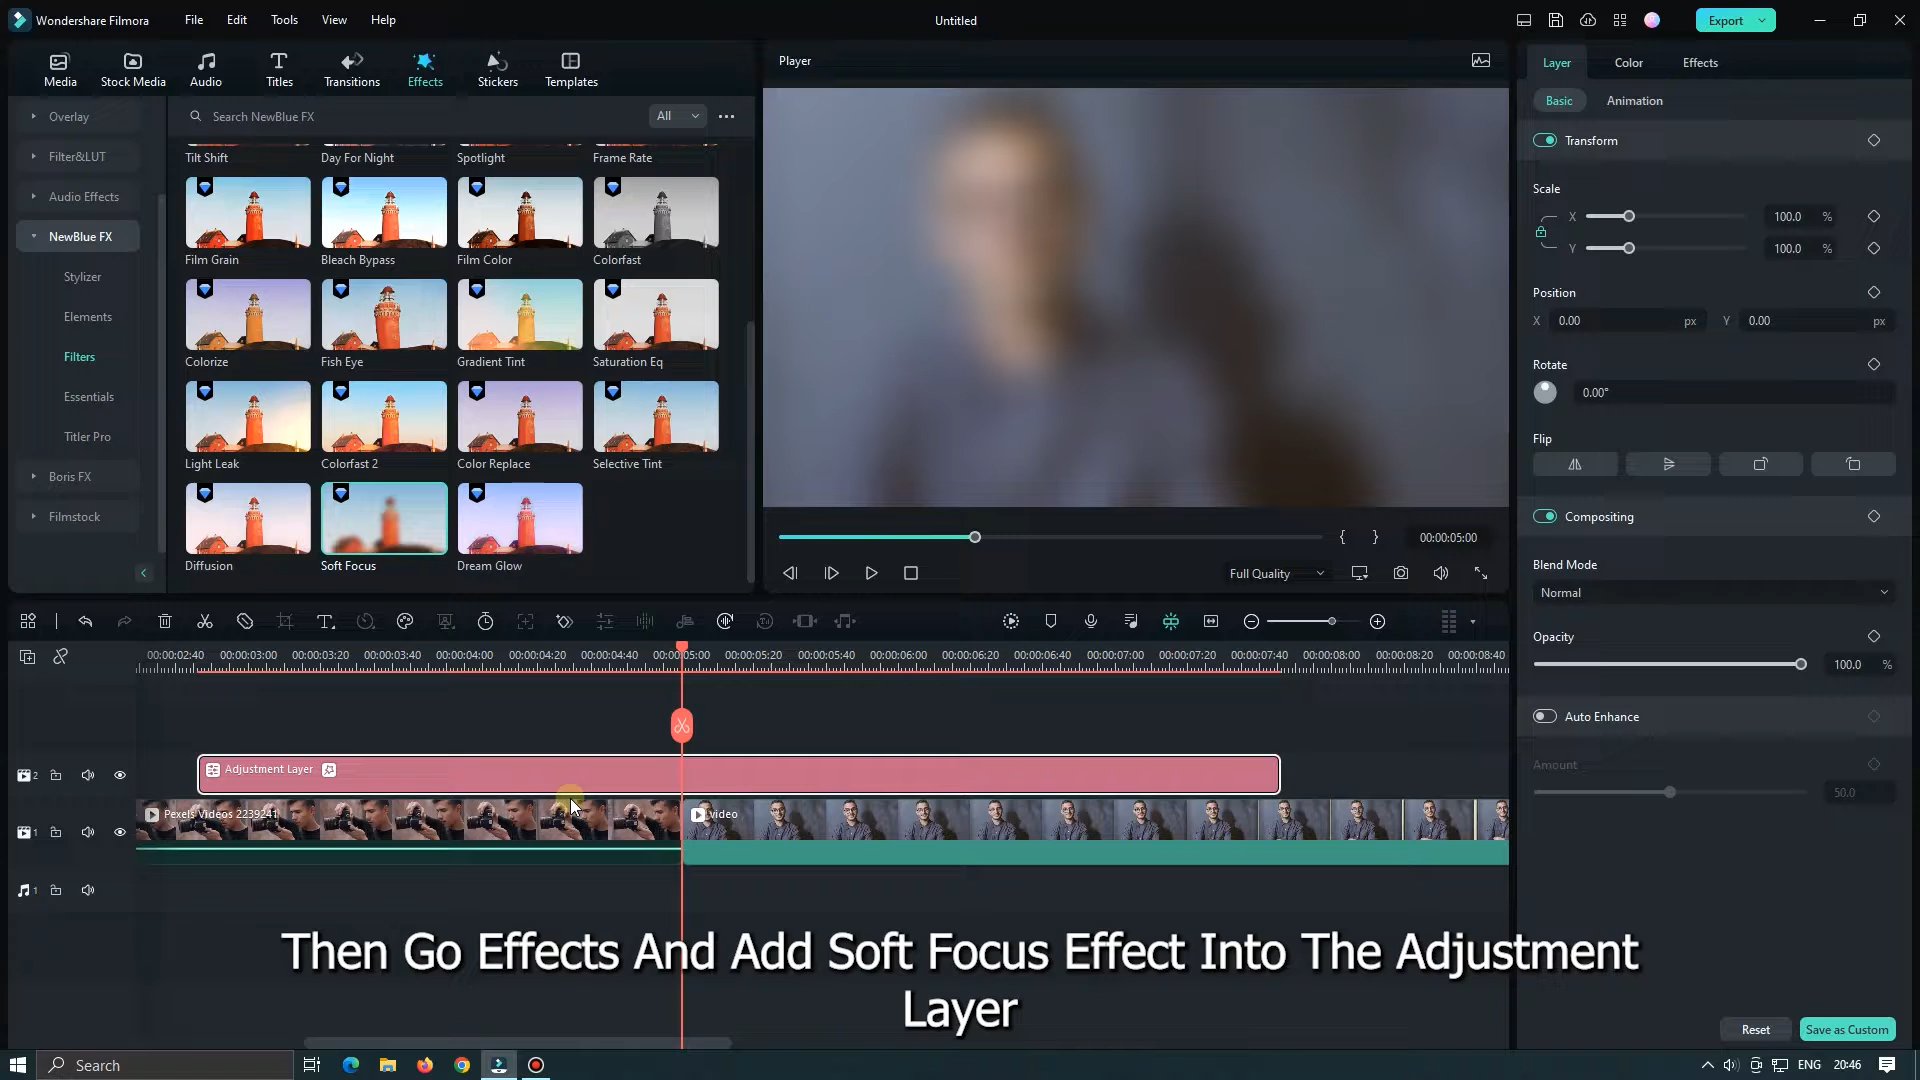 Wondershare Filmora
File
Edit
Tools
View
Help
Untitled
Export
Media
Stock Media
Audio
Titles
Transitions
Effects
Stickers
Templates
Overlay
Filter&LUT
Audio Effects
NewBlue FX
Stylizer
Elements
Filters
Essentials
Titler Pro
Boris FX
Filmstock
Search NewBlue FX
All
Tilt Shift
Day For Night
Spotlight
Frame Rate
Film Grain
Bleach Bypass
Film Color
Colorfast
Colorize
Fish Eye
Gradient Tint
Saturation Eq
Light Leak
Colorfast 2
Color Replace
Selective Tint
Diffusion
Soft Focus
Dream Glow
Player
{ }
00:00:05:00
Full Quality
Layer
Color
Effects
Basic
Animation
Transform
Scale
X 100.0 %
Y 100.0 %
Position
X 0.00 px Y 0.00 px
Rotate
0.00°
Flip
Compositing
Blend Mode
Normal
Opacity
100.0 %
Auto Enhance
Amount
50.0
Reset
Save as Custom
00:00:02:40 00:00:03:00 00:00:03:20 00:00:03:40 00:00:04:00 00:00:04:20 00:00:04:40 00:00:05:00 00:00:05:20 00:00:05:40 00:00:06:00 00:00:06:20 00:00:06:40 00:00:07:00 00:00:07:20 00:00:07:40 00:00:08:00 00:00:08:20 00:00:08:40
2
Adjustment Layer
1
Pexels Videos 2239241
video
1
Then Go Effects And Add Soft Focus Effect Into The Adjustment
Layer
Search
ENG
20:46